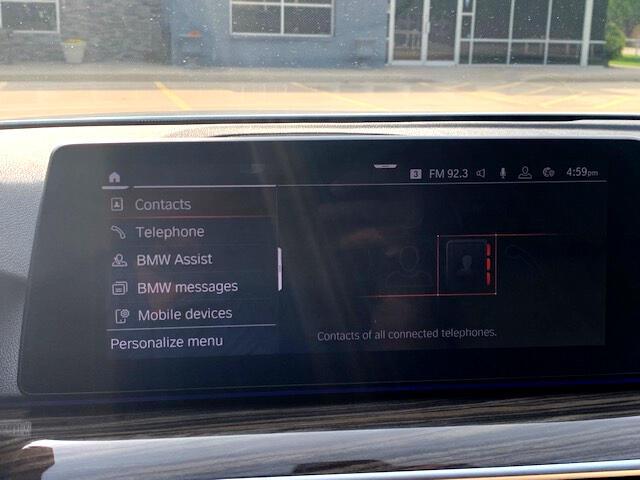 3 FM 92.3 4:59pm
Contacts
Telephone
BMW Assist
BMW messages
Mobile devices
Personalize menu
Contacts of all connected telephones.